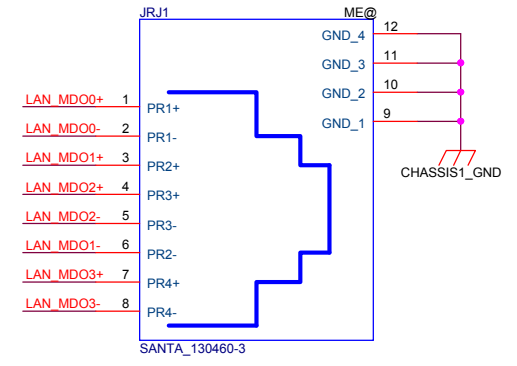 JRJ1 ME@
GND_4 12
GND_3 11
GND_2 10
GND_1 9
CHASSIS1_GND
LAN_MDO0+ 1 PR1+
LAN_MDO0- 2 PR1-
LAN_MDO1+ 3 PR2+
LAN_MDO2+ 4 PR3+
LAN_MDO2- 5 PR3-
LAN_MDO1- 6 PR2-
LAN_MDO3+ 7 PR4+
LAN_MDO3- 8 PR4-
SANTA_130460-3